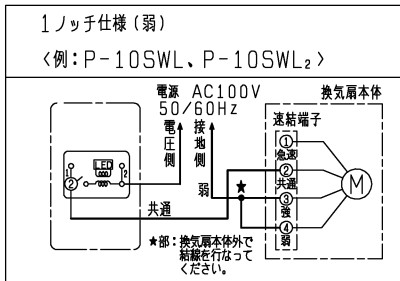 1ノッチ仕様(弱)
〈例:P-10SWL、P-10SWL₂〉
電源 AC100V
50/60Hz
換気扇本体
電圧側
接地側
速結端子
LED
1
2
2
①
急速
②
共通
③
強
④
弱
M
弱
★
共通
★部:換気扇本体外で
結線を行なって
ください。